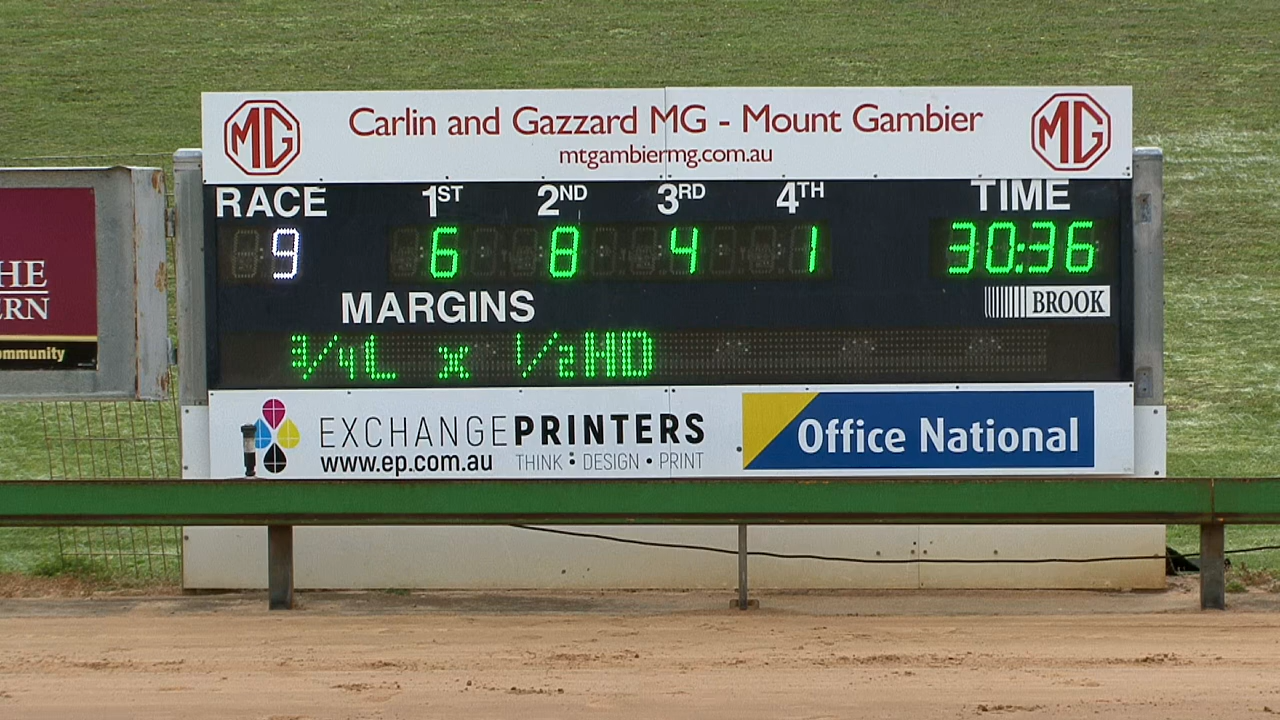 MG Carlin and Gazzard MG - Mount Gambier MG
mtgambiermg.com.au
RACE 1ST 2ND 3RD 4TH TIME
9 6 8 4 1 30:36
MARGINS BROOK
3/4L x 1/2HD
HE
ERN
mmunity
EXCHANGEPRINTERS
www.ep.com.au THINK : DESIGN • PRINT
Office National